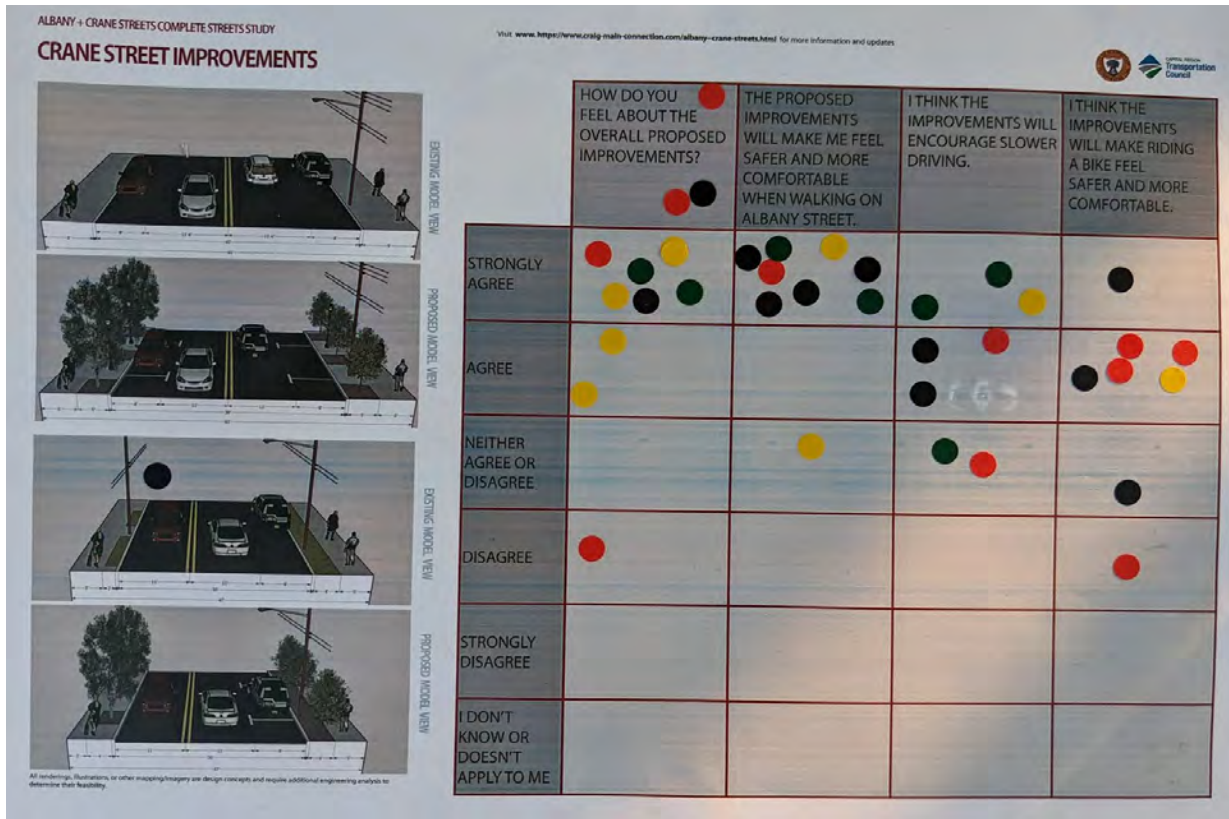 ALBANY + CRANE STREETS COMPLETE STREETS STUDY
CRANE STREET IMPROVEMENTS
Visit www.https://www.craig-main-connection.com/albany--crane-streets.html for more information and updates
CAPITAL REGION
Transportation
Council
EXISTING MODEL VIEW
PROPOSED MODEL VIEW
EXISTING MODEL VIEW
PROPOSED MODEL VIEW
All renderings, illustrations, or other mapping/imagery are design concepts and require additional engineering analysis to
determine their feasibility.
HOW DO YOU
FEEL ABOUT THE
OVERALL PROPOSED
IMPROVEMENTS?
THE PROPOSED
IMPROVEMENTS
WILL MAKE ME FEEL
SAFER AND MORE
COMFORTABLE
WHEN WALKING ON
ALBANY STREET.
I THINK THE
IMPROVEMENTS WILL
ENCOURAGE SLOWER
DRIVING.
I THINK THE
IMPROVEMENTS
WILL MAKE RIDING
A BIKE FEEL
SAFER AND MORE
COMFORTABLE.
STRONGLY
AGREE
AGREE
NEITHER
AGREE OR
DISAGREE
DISAGREE
STRONGLY
DISAGREE
I DON'T
KNOW OR
DOESN'T
APPLY TO ME